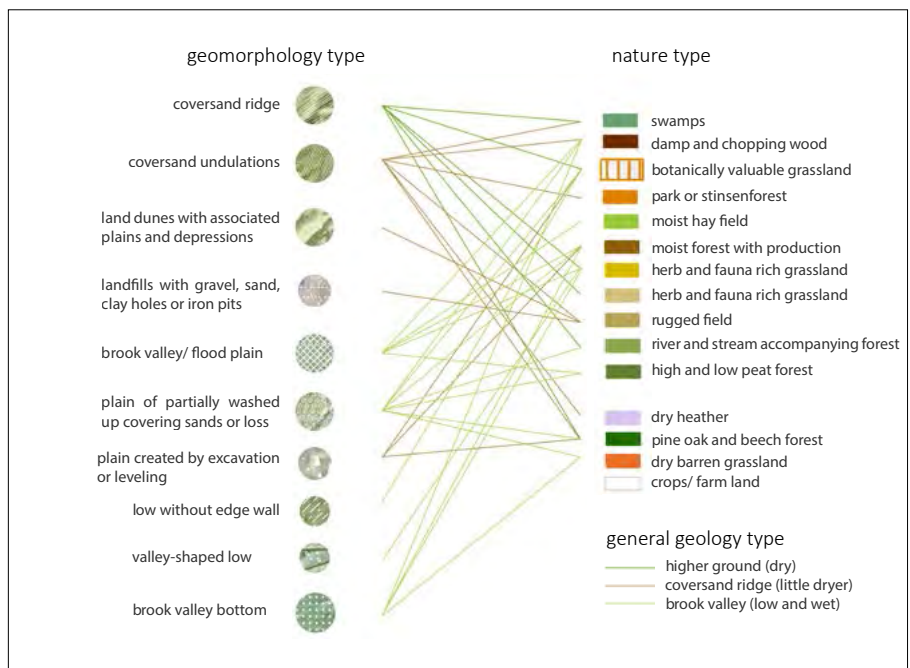 geomorphology type
coversand ridge
coversand undulations
land dunes with associated
plains and depressions
landfills with gravel, sand,
clay holes or iron pits
brook valley/ flood plain
plain of partially washed
up covering sands or loss
plain created by excavation
or leveling
low without edge wall
valley-shaped low
brook valley bottom
nature type
swamps
damp and chopping wood
botanically valuable grassland
park or stinsenforest
moist hay field
moist forest with production
herb and fauna rich grassland
herb and fauna rich grassland
rugged field
river and stream accompanying forest
high and low peat forest
dry heather
pine oak and beech forest
dry barren grassland
crops/ farm land
general geology type
higher ground (dry)
coversand ridge (little dryer)
brook valley (low and wet)